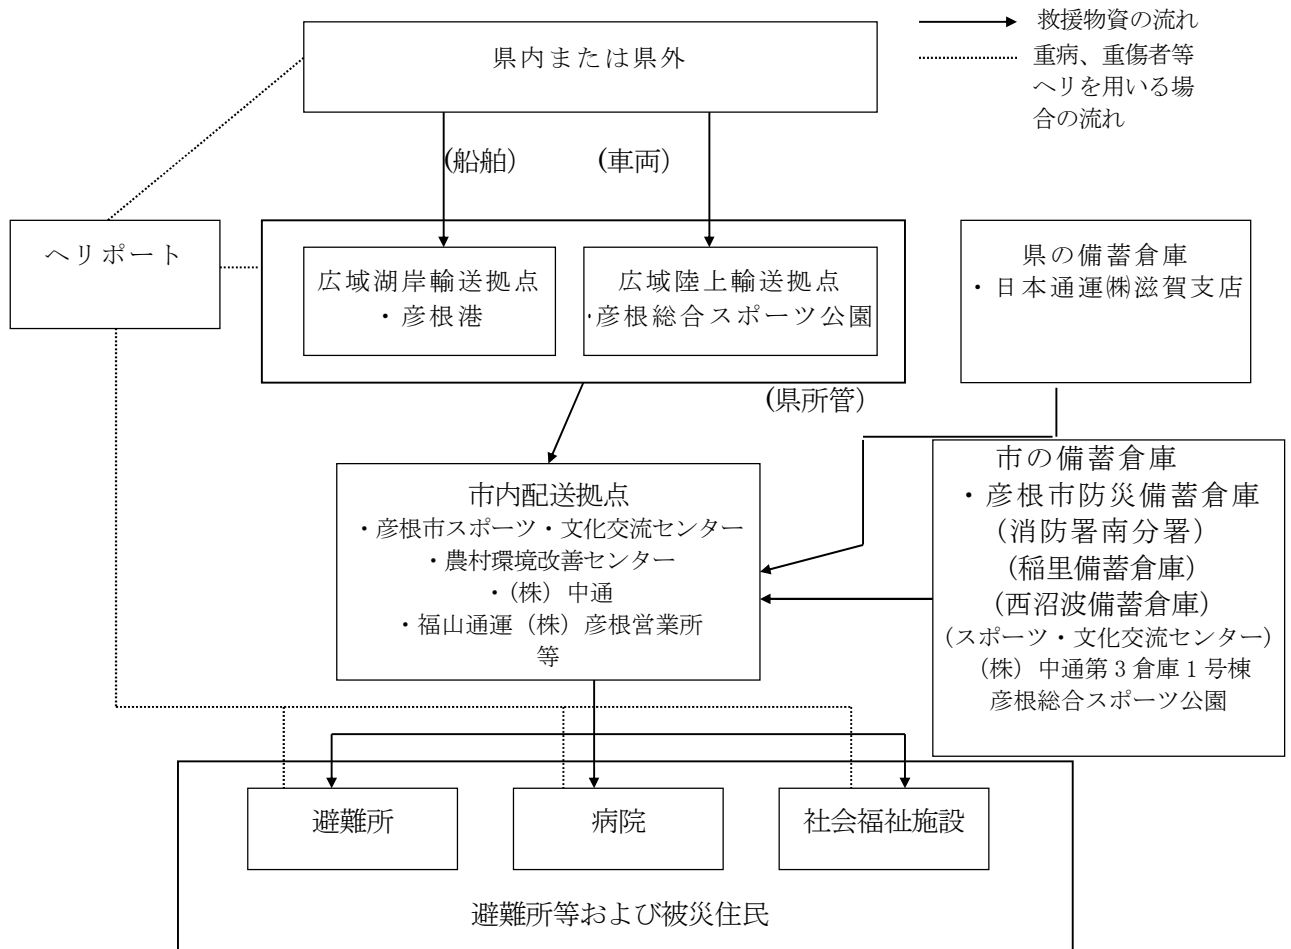 救援物資の流れ
重病、重傷者等
ヘリを用いる場
合の流れ
県内または県外
(船舶)
(車両)
ヘリポート
広域湖岸輸送拠点
・彦根港
広域陸上輸送拠点
・彦根総合スポーツ公園
県の備蓄倉庫
・日本通運㈱滋賀支店
(県所管)
市内配送拠点
・彦根市スポーツ・文化交流センター
・農村環境改善センター
・（株）中通
・福山通運（株）彦根営業所
等
市の備蓄倉庫
・彦根市防災備蓄倉庫
（消防署南分署）
（稲里備蓄倉庫）
（西沼波備蓄倉庫）
（スポーツ・文化交流センター）
（株）中通第3倉庫1号棟
彦根総合スポーツ公園
避難所
病院
社会福祉施設
避難所等および被災住民